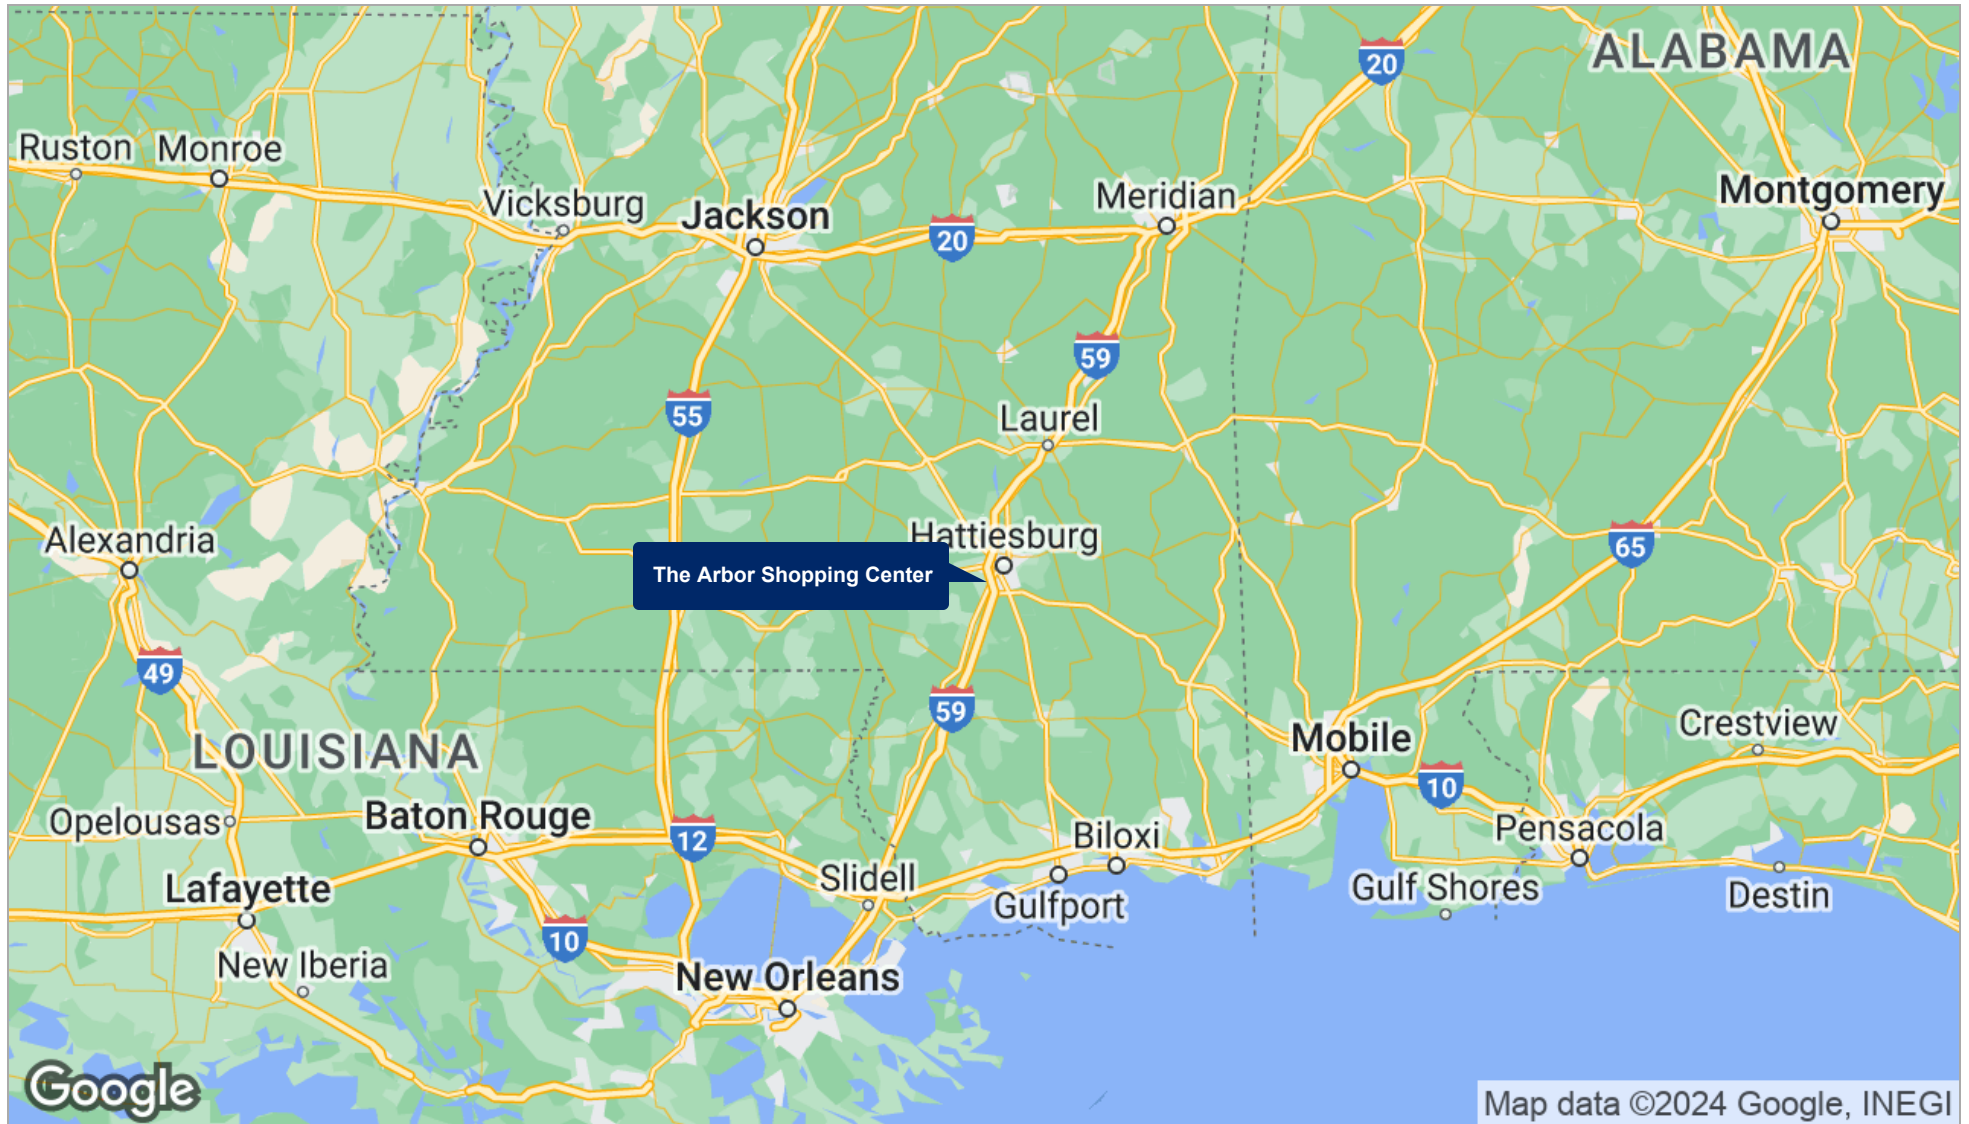 ALABAMA
20
Ruston
Monroe
Vicksburg
Jackson
Meridian
Montgomery
20
59
55
Laurel
Alexandria
Hattiesburg
65
The Arbor Shopping Center
49
59
LOUISIANA
Mobile
Crestview
10
Opelousas
Baton Rouge
12
Biloxi
Pensacola
Slidell
Lafayette
Gulfport
Gulf Shores
Destin
10
New Iberia
New Orleans
Google
Map data ©2024 Google, INEGI